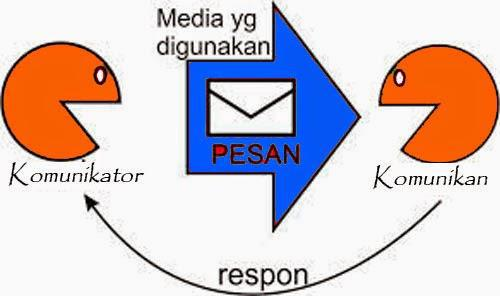 Media yg
digunakan
PESAN
Komunikator
Komunikan
respon